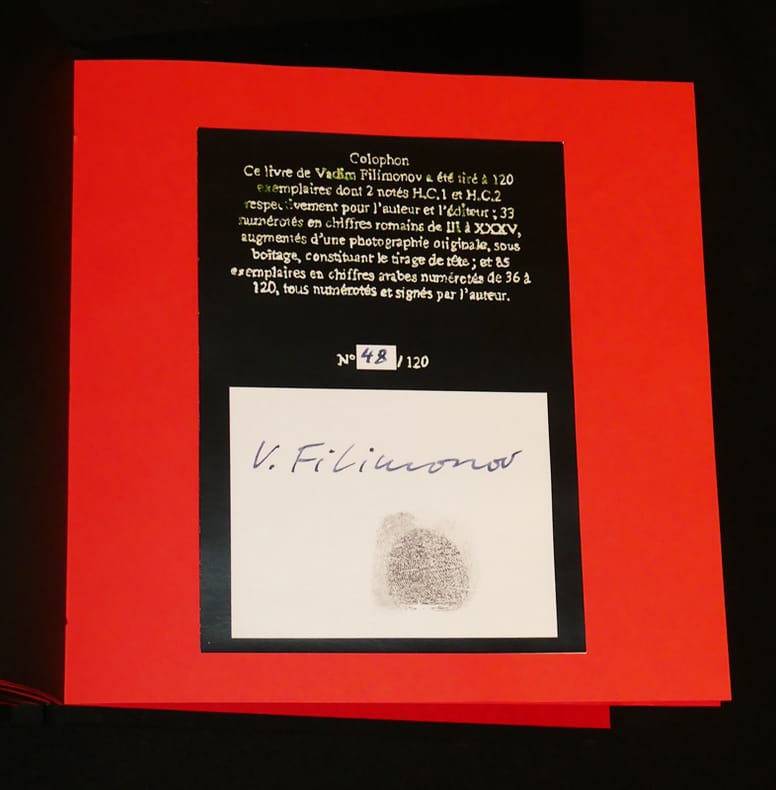 Colophon
Ce livre de Vadim Filimonov a été tiré à 120
exemplaires dont 2 notés H.C.1 et H.C.2
respectivement pour l'auteur et l'éditeur ; 33
numérotés en chiffres romains de III à XXXV,
augmentés d'une photographie originale, sous
boîtage, constituant le tirage de tête ; et 85
exemplaires en chiffres arabes numérotés de 36 à
120, tous numérotés et signés par l'auteur.
N° 48 / 120
V. Filimonov